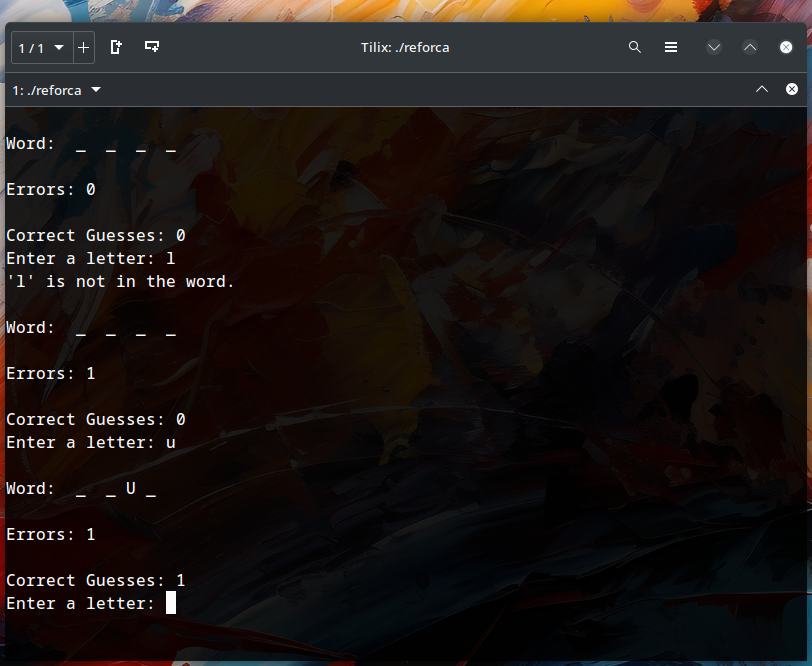 1 / 1
Tilix: ./reforca
1: ./reforca
Word:  _  _  _  _
Errors: 0
Correct Guesses: 0
Enter a letter: l
'l' is not in the word.
Word:  _  _  _  _
Errors: 1
Correct Guesses: 0
Enter a letter: u
Word:  _  _ U _
Errors: 1
Correct Guesses: 1
Enter a letter: